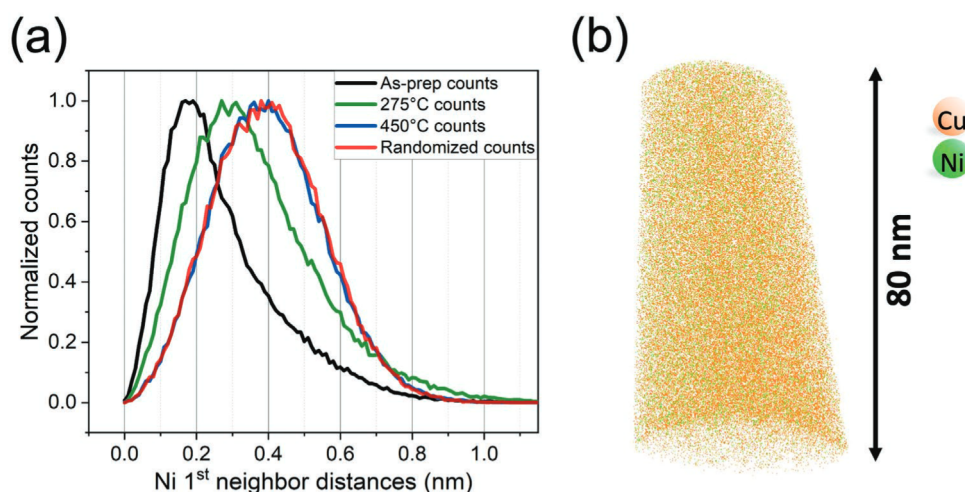 (a)
Normalized counts
1.0
0.8
0.6
0.4
0.2
0.0
As-prep counts
275°C counts
450°C counts
Randomized counts
0.0 0.2 0.4 0.6 0.8 1.0
Ni 1st neighbor distances (nm)
(b)
80 nm
Cu
Ni